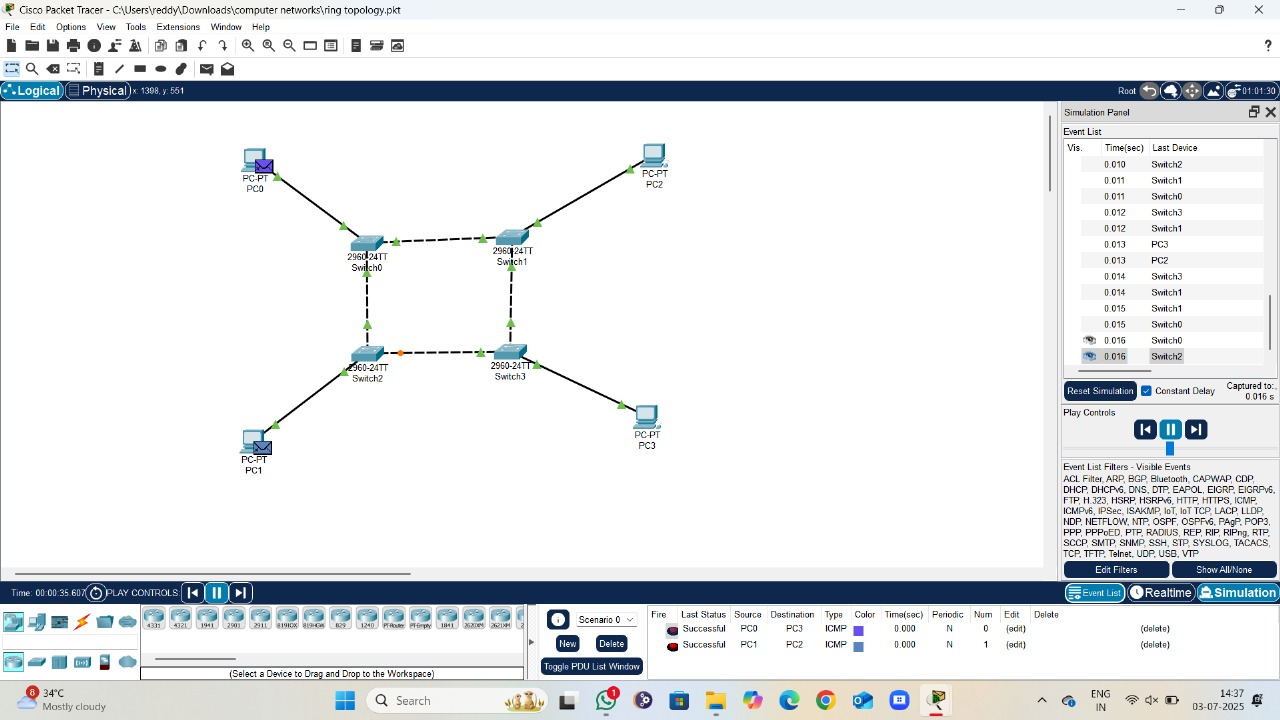 Cisco Packet Tracer - C:\Users\reddy\Downloads\computer networks\ring topology.pkt
File Edit Options View Tools Extensions Window Help
?
Logical Physical x: 1398, y: 551 Root 01:01:30
Simulation Panel
Event List
Vis. Time(sec) Last Device
0.010 Switch2
0.011 Switch1
0.011 Switch0
0.012 Switch3
0.012 Switch1
0.013 PC3
0.013 PC2
0.014 Switch3
0.014 Switch1
0.015 Switch1
0.015 Switch0
0.016 Switch0
0.016 Switch2
Reset Simulation Constant Delay Captured to:
0.016 s
Play Controls
Event List Filters - Visible Events
ACL Filter, ARP, BGP, Bluetooth, CAPWAP, CDP,
DHCP, DHCPv6, DNS, DTP, EAPOL, EIGRP, EIGRPv6,
FTP, H.323, HSRP, HSRPv6, HTTP, HTTPS, ICMP,
ICMPv6, IPSec, ISAKMP, IoT, IoT TCP, LACP, LLDP,
NDP, NETFLOW, NTP, OSPF, OSPFv6, PAgP, POP3,
PPP, PPPoED, PTP, RADIUS, REP, RIP, RIPng, RTP,
SCCP, SMTP, SNMP, SSH, STP, SYSLOG, TACACS,
TCP, TFTP, Telnet, UDP, USB, VTP
Edit Filters Show All/None
PC-PT
PC0
PC-PT
PC2
2960-24TT
Switch0
2960-24TT
Switch1
2960-24TT
Switch2
2960-24TT
Switch3
PC-PT
PC1
PC-PT
PC3
Time: 00:00:35.607 PLAY CONTROLS: Event List Realtime Simulation
4331 4321 1941 2901 2911 819IOX 819HGW 829 1240 PT-Router PT-Empty 1841 2620XM 2621XM
(Select a Device to Drag and Drop to the Workspace)
Scenario 0
New Delete
Toggle PDU List Window
Fire Last Status Source Destination Type Color Time(sec) Periodic Num Edit Delete
Successful PC0 PC3 ICMP 0.000 N 0 (edit) (delete)
Successful PC1 PC2 ICMP 0.000 N 1 (edit) (delete)
8
34°C
Mostly cloudy
Search
1
ENG
IN
14:37
03-07-2025